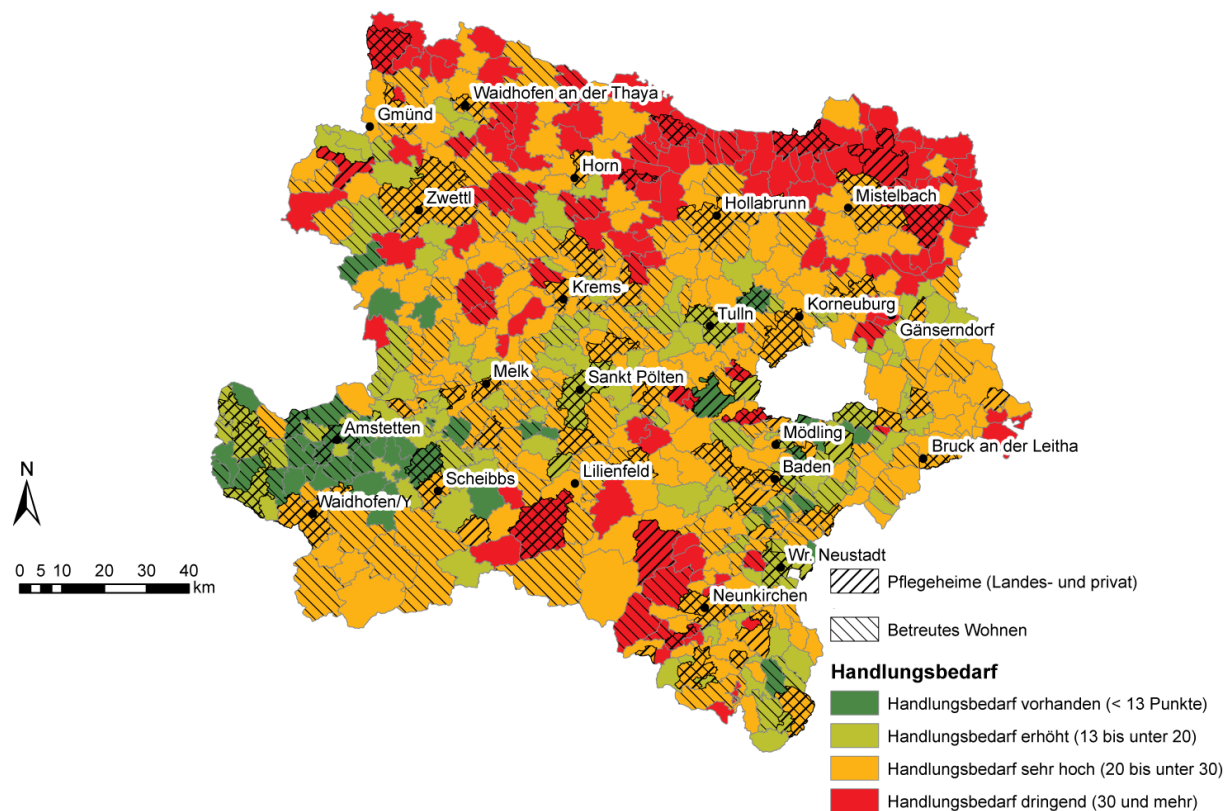 Waidhofen an der Thaya
Gmünd
Horn
Zwettl
Hollabrunn
Mistelbach
Krems
Tulln
Korneuburg
Gänserndorf
Melk
Sankt Pölten
Amstetten
Mödling
Bruck an der Leitha
Baden
Scheibbs
Lilienfeld
Waidhofen/Y
N
Wr. Neustadt
0 5 10 20 30 40
km
Neunkirchen
Pflegeheime (Landes- und privat)
Betreutes Wohnen
Handlungsbedarf
Handlungsbedarf vorhanden (< 13 Punkte)
Handlungsbedarf erhöht (13 bis unter 20)
Handlungsbedarf sehr hoch (20 bis unter 30)
Handlungsbedarf dringend (30 und mehr)